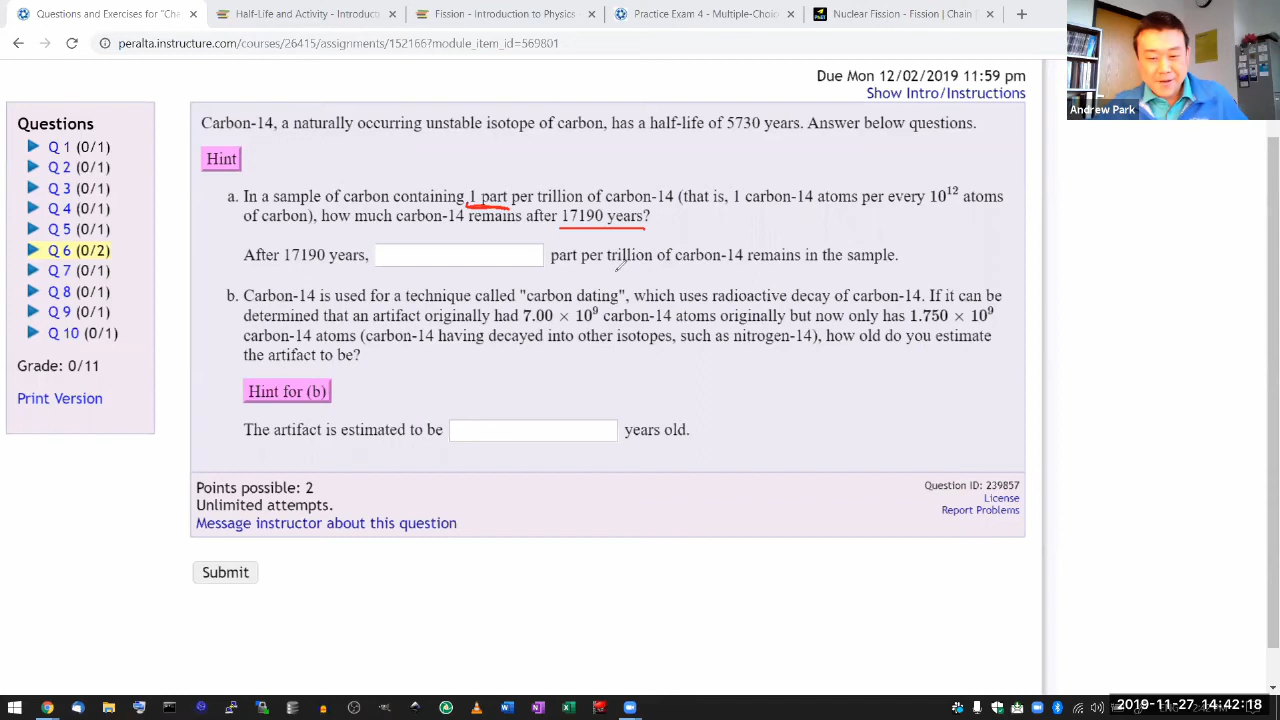 Questions and Exercises for "Cha
Half-Life and Activity - Introducti
Fission - Introduction to Physics
Practice Exam 4 - Multiple-Choic
Nuclear Fission - Fission | Chain |
peralta.instructure.com/courses/26415/assignments/152166?module_item_id=569801
Andrew Park
Due Mon 12/02/2019 11:59 pm
Show Intro/Instructions
Questions
Q 1 (0/1)
Q 2 (0/1)
Q 3 (0/1)
Q 4 (0/1)
Q 5 (0/1)
Q 6 (0/2)
Q 7 (0/1)
Q 8 (0/1)
Q 9 (0/1)
Q 10 (0/1)
Grade: 0/11
Print Version
Carbon-14, a naturally ocurring unstable isotope of carbon, has a half-life of 5730 years. Answer below questions.
Hint
a. In a sample of carbon containing 1 part per trillion of carbon-14 (that is, 1 carbon-14 atoms per every 10¹² atoms
of carbon), how much carbon-14 remains after 17190 years?
After 17190 years, part per trillion of carbon-14 remains in the sample.
b. Carbon-14 is used for a technique called "carbon dating", which uses radioactive decay of carbon-14. If it can be
determined that an artifact originally had 7.00 × 10⁹ carbon-14 atoms originally but now only has 1.750 × 10⁹
carbon-14 atoms (carbon-14 having decayed into other isotopes, such as nitrogen-14), how old do you estimate
the artifact to be?
Hint for (b)
The artifact is estimated to be years old.
Points possible: 2
Unlimited attempts.
Message instructor about this question
Question ID: 239857
License
Report Problems
Submit
2019-11-27 14:42:18